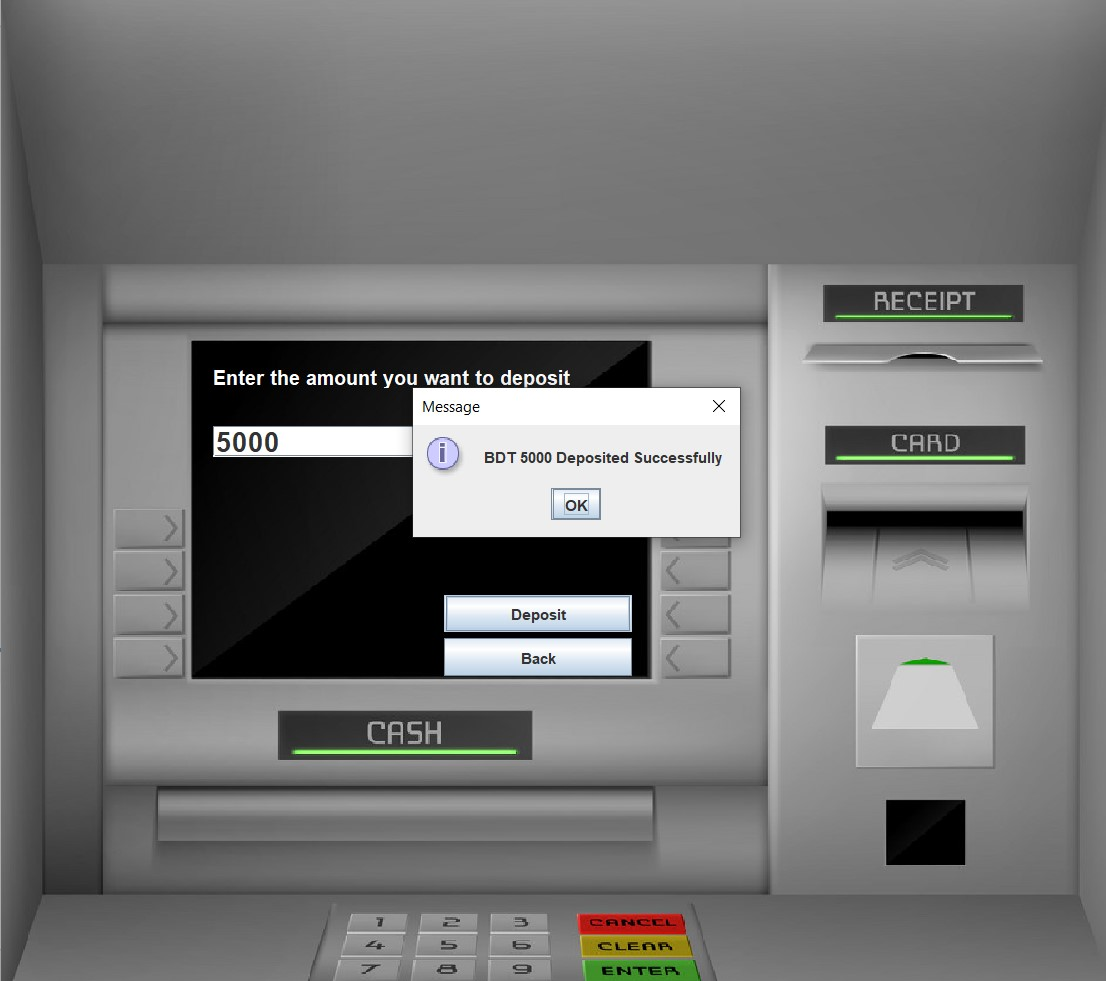 RECEIPT
Enter the amount you want to deposit
Message
5000
BDT 5000 Deposited Successfully
OK
CARD
Deposit
Back
CASH
1 2 3 CANCEL
4 5 6 CLEAR
7 8 9 ENTER